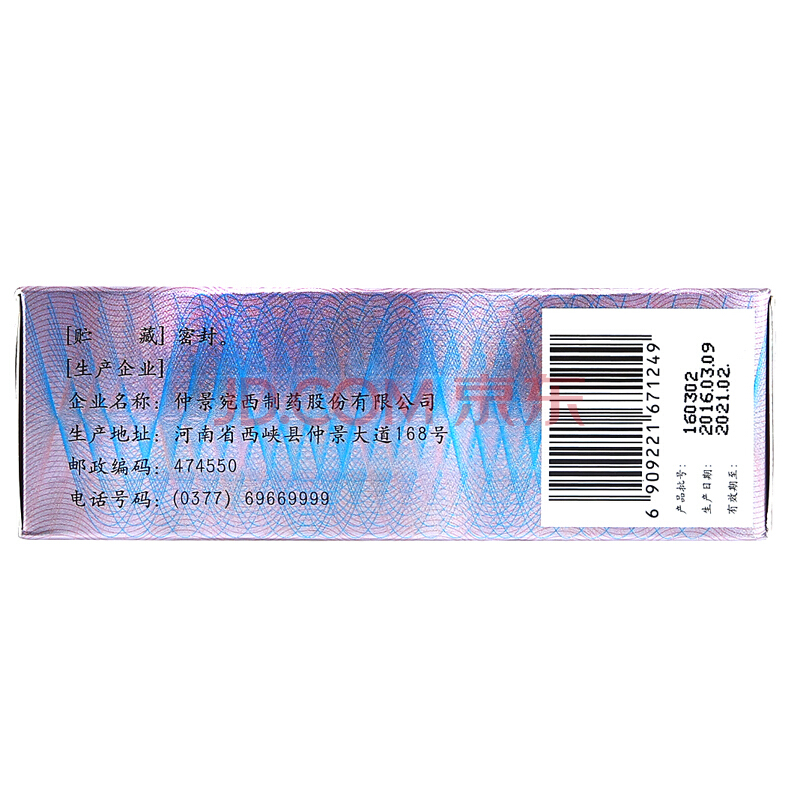 [贮 藏] 密封。
[生产企业]
企业名称: 仲景宛西制药股份有限公司
生产地址: 河南省西峡县仲景大道168号
邮政编码: 474550
电话号码: (0377) 69669999
JD.COM 京东
6 909221 671249
产品批号: 160302
生产日期: 2016.03.09
有效期至: 2021.02.